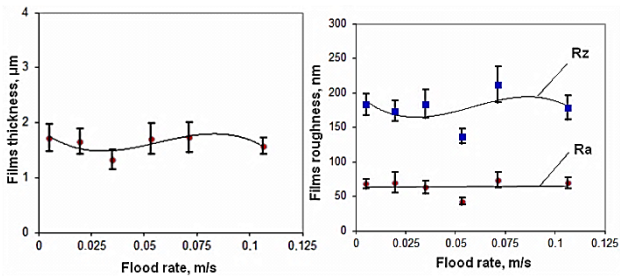 4
3
2
1
0
Films thickness, µm
0 0.025 0.05 0.075 0.1 0.125
Flood rate, m/s
300
250
200
150
100
50
0
Films roughness, nm
Rz
Ra
0 0.025 0.05 0.075 0.1 0.125
Flood rate, m/s